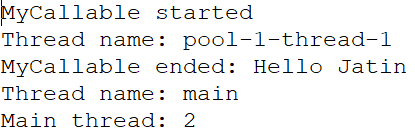 MyCallable started
Thread name: pool-1-thread-1
MyCallable ended: Hello Jatin
Thread name: main
Main thread: 2